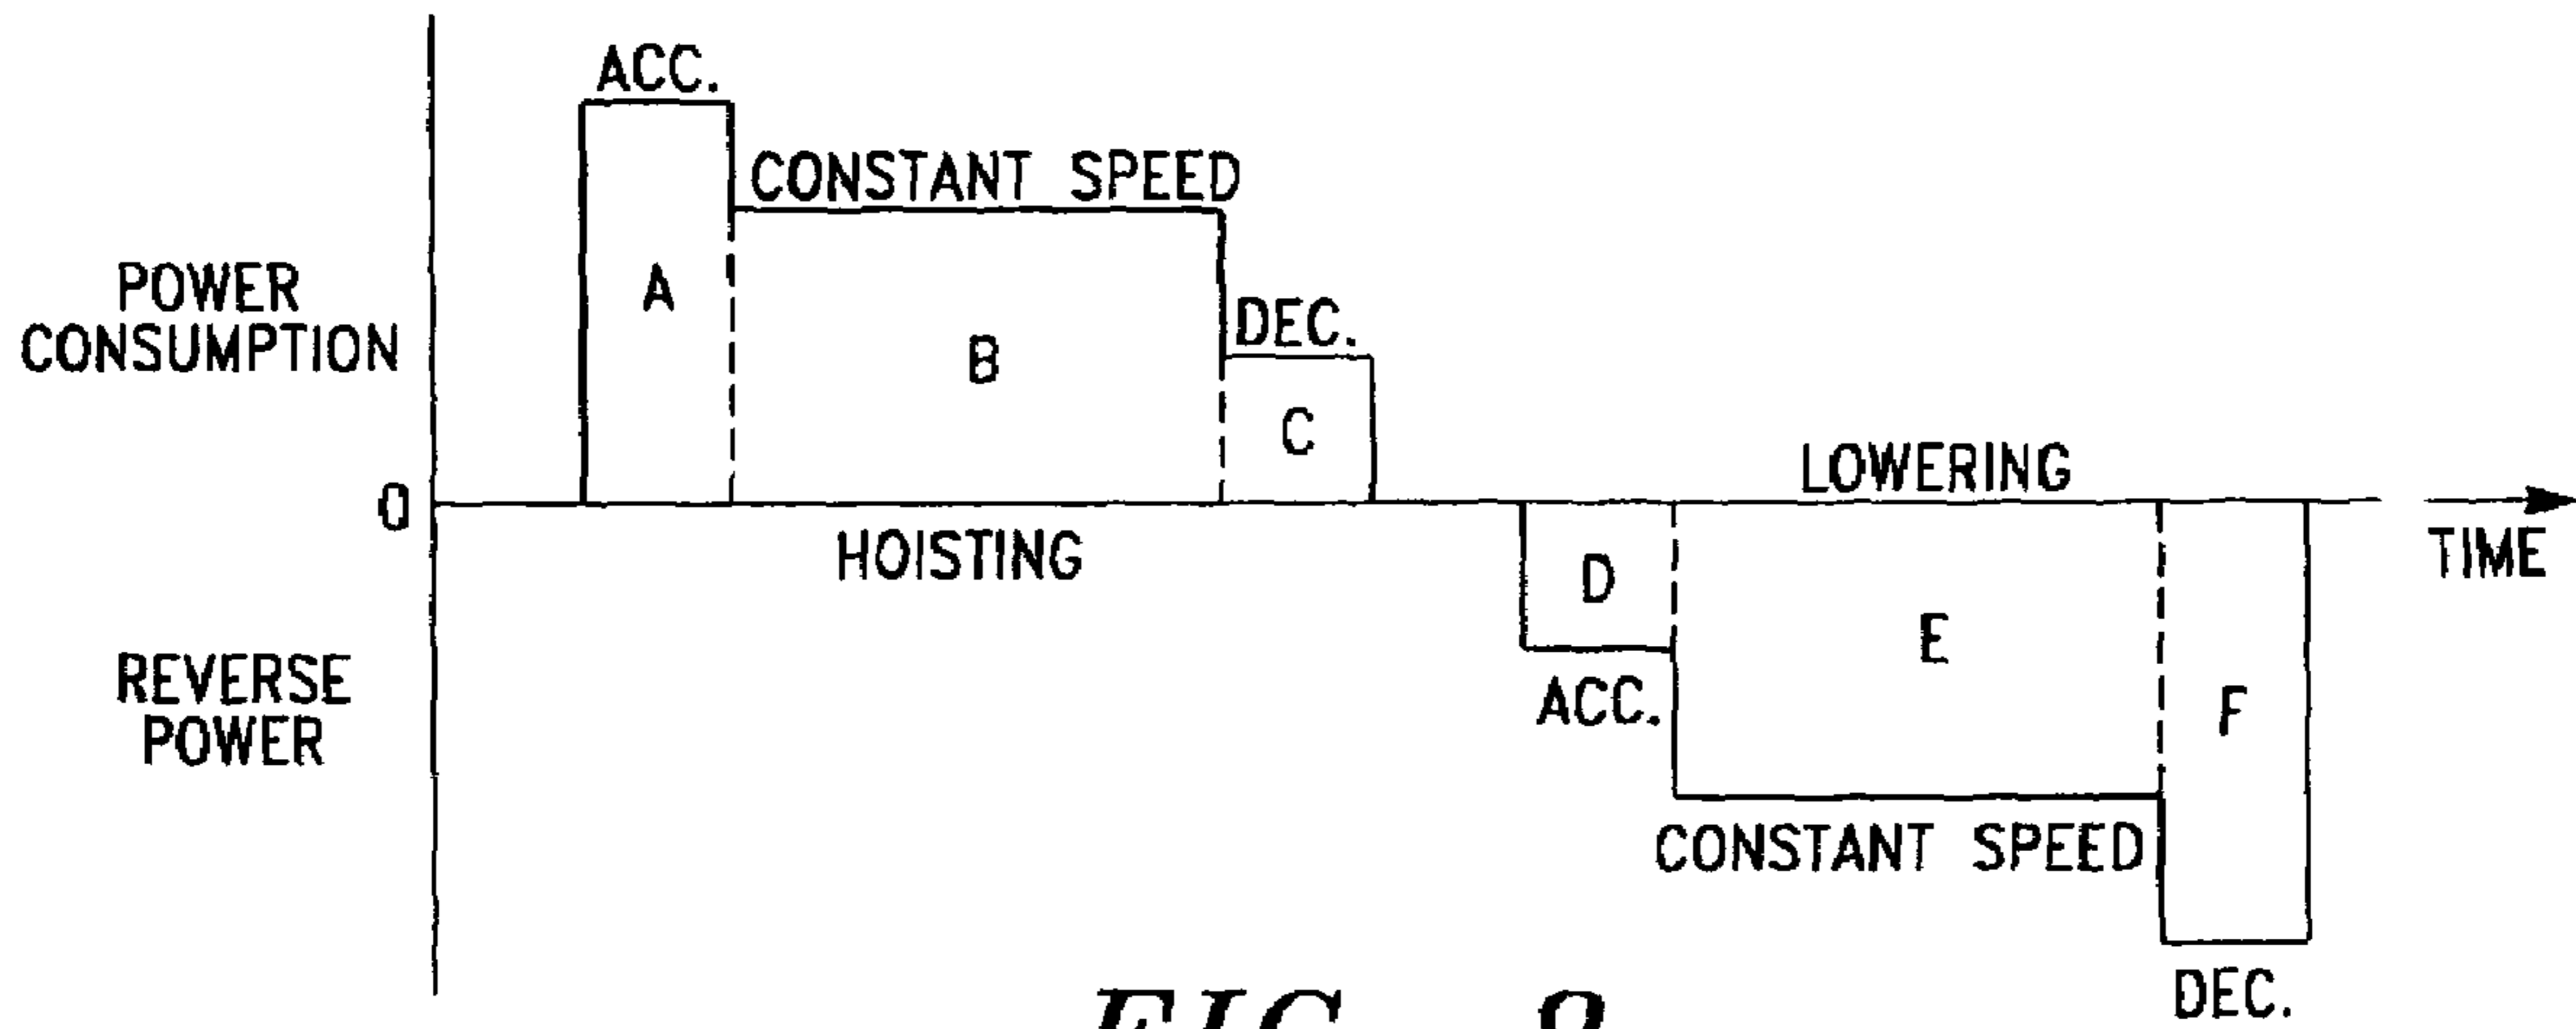 ACC.
CONSTANT SPEED
POWER
CONSUMPTION
A
B
DEC.
C
0
HOISTING
LOWERING
TIME
D
E
F
REVERSE
POWER
ACC.
CONSTANT SPEED
DEC.